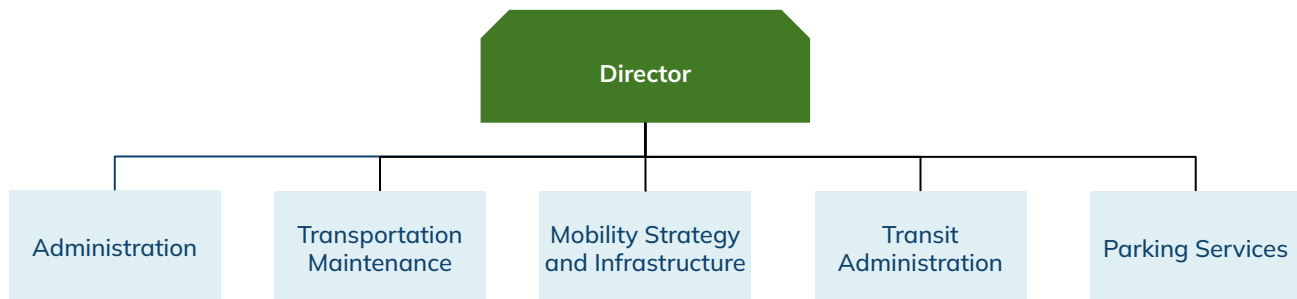 Director
Administration
Transportation
Maintenance
Mobility Strategy
and Infrastructure
Transit
Administration
Parking Services